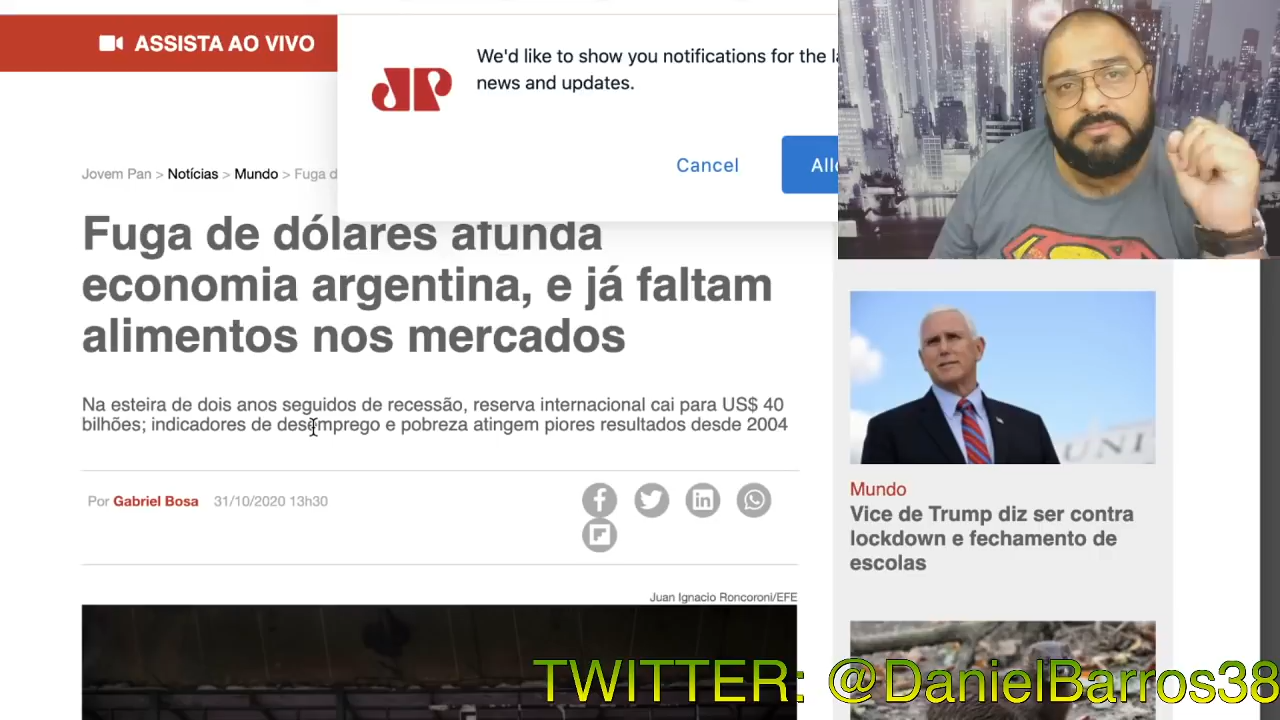 ASSISTA AO VIVO
We'd like to show you notifications for the la
news and updates.
JP
Cancel
Allo
Jovem Pan > Notícias > Mundo > Fuga d
Fuga de dólares afunda
economia argentina, e já faltam
alimentos nos mercados
Na esteira de dois anos seguidos de recessão, reserva internacional cai para US$ 40
bilhões; indicadores de desemprego e pobreza atingem piores resultados desde 2004
Por Gabriel Bosa 31/10/2020 13h30
Juan Ignacio Roncoroni/EFE
UNI
Mundo
Vice de Trump diz ser contra
lockdown e fechamento de
escolas
TWITTER: @DanielBarros38